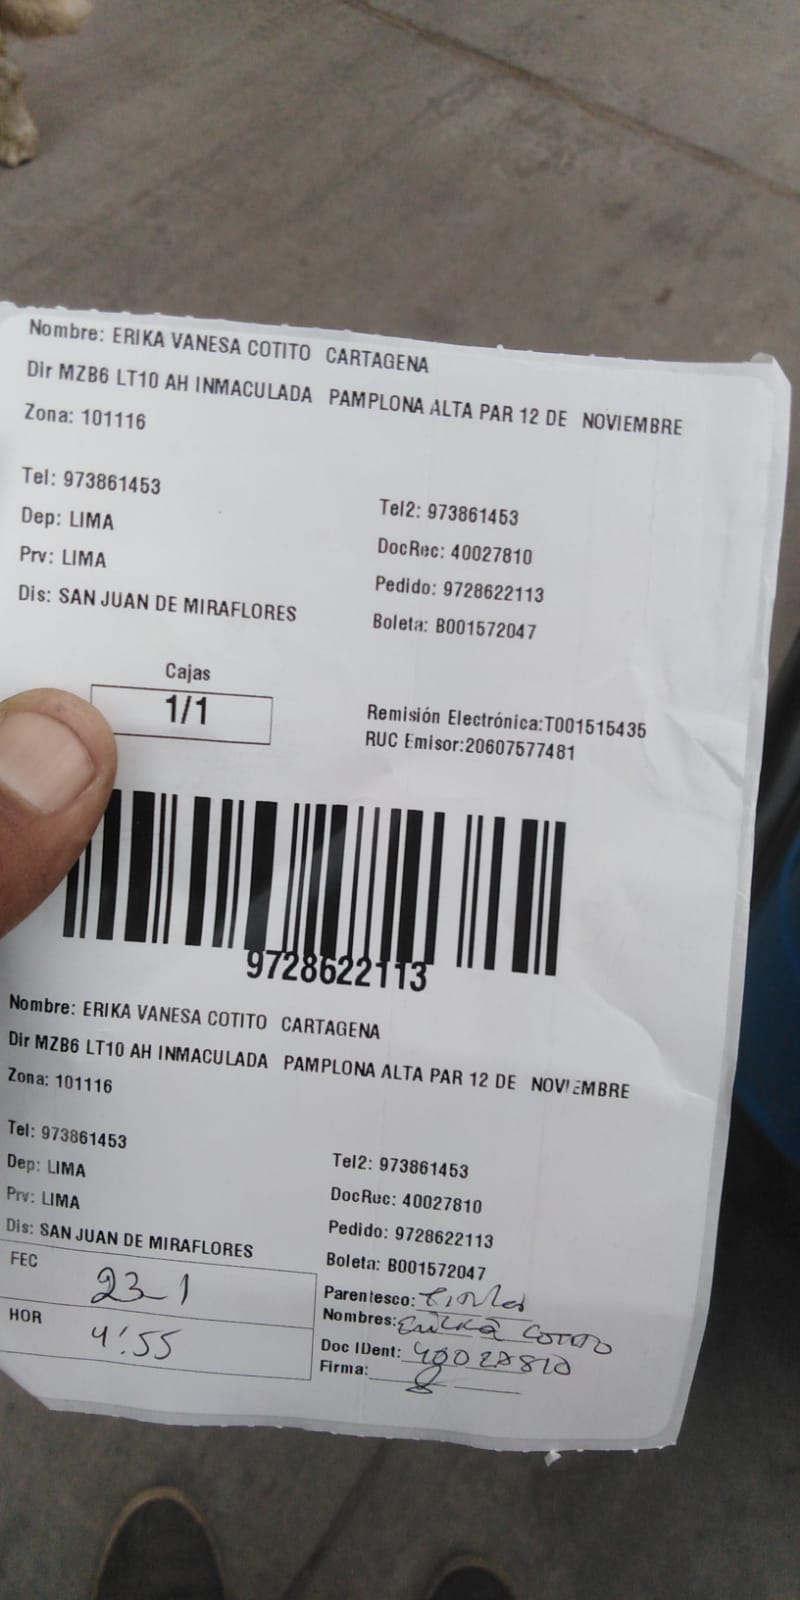 Nombre: ERIKA VANESA COTITO CARTAGENA
Dir MZB6 LT10 AH INMACULADA PAMPLONA ALTA PAR 12 DE NOVIEMBRE
Zona: 101116
Tel: 973861453
Tel2: 973861453
Dep: LIMA
DocRec: 40027810
Prv: LIMA
Pedido: 9728622113
Dis: SAN JUAN DE MIRAFLORES
Boleta: B001572047
Cajas
1/1
Remisión Electrónica:T001515435
RUC Emisor:20607577481
9728622113
Nombre: ERIKA VANESA COTITO CARTAGENA
Dir MZB6 LT10 AH INMACULADA PAMPLONA ALTA PAR 12 DE NOVIEMBRE
Zona: 101116
Tel: 973861453
Tel2: 973861453
Dep: LIMA
DocRec: 40027810
Prv: LIMA
Pedido: 9728622113
Dis: SAN JUAN DE MIRAFLORES
Boleta: B001572047
FEC 23-1
HOR 4:55
Parentesco:
Nombres: Ericka COTITO
Doc IDent: 40027810
Firma: